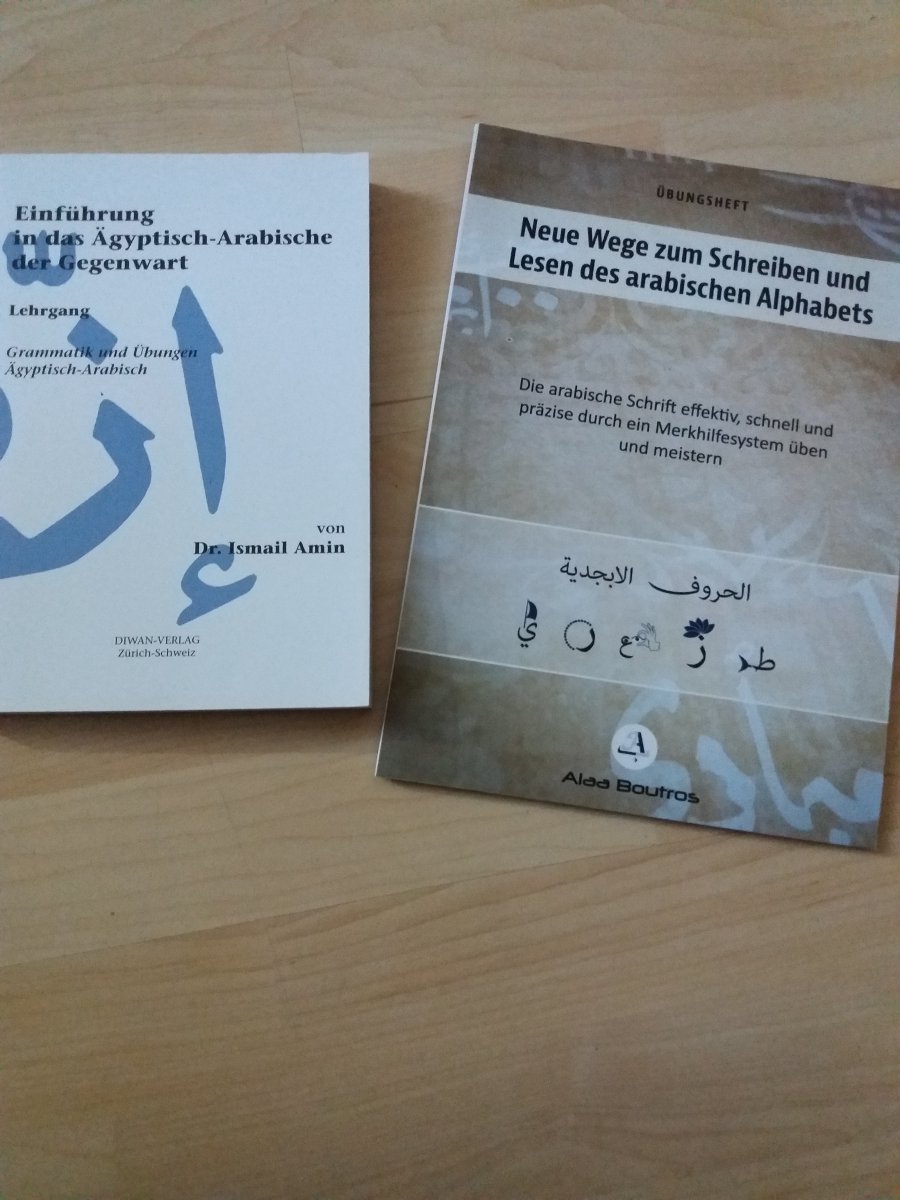 Einführung
in das Ägyptisch-Arabische
der Gegenwart
Lehrgang
Grammatik und Übungen
Ägyptisch-Arabisch
von
Dr. Ismail Amin
DIWAN-VERLAG
Zürich-Schweiz
ÜBUNGSHEFT
Neue Wege zum Schreiben und
Lesen des arabischen Alphabets
Die arabische Schrift effektiv, schnell und
präzise durch ein Merkhilfesystem üben
und meistern
الحروف الابجدية
Alaa Boutros